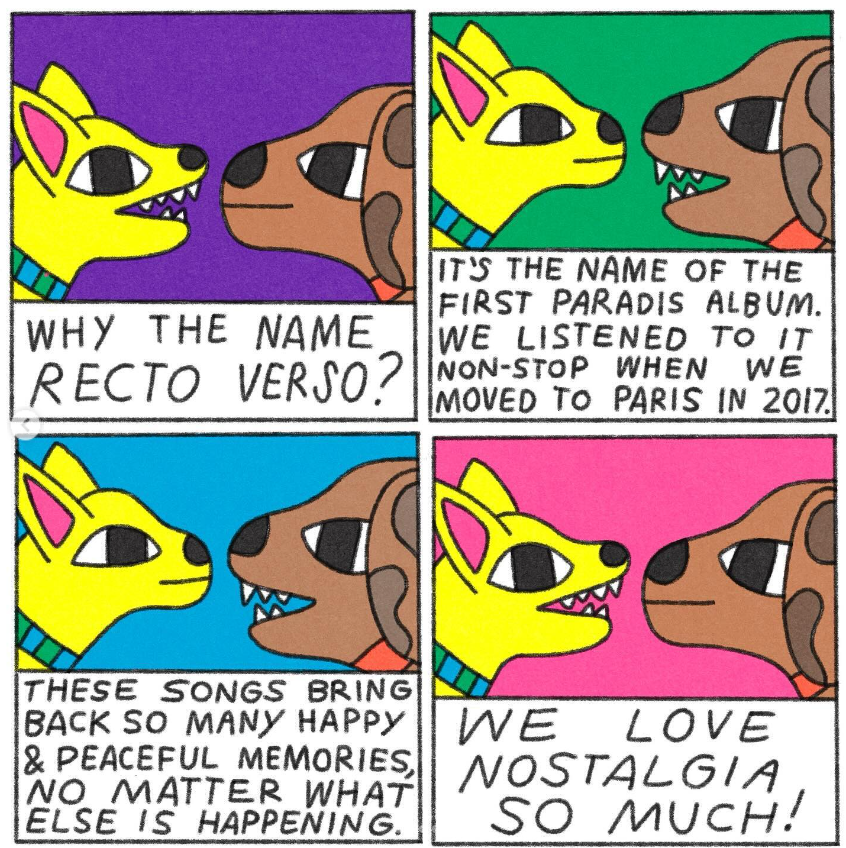 WHY THE NAME
RECTO VERSO?
IT'S THE NAME OF THE
FIRST PARADIS ALBUM.
WE LISTENED TO IT
NON-STOP WHEN WE
MOVED TO PARIS IN 2017.
THESE SONGS BRING
BACK SO MANY HAPPY
& PEACEFUL MEMORIES,
NO MATTER WHAT
ELSE IS HAPPENING.
WE LOVE
NOSTALGIA
SO MUCH!